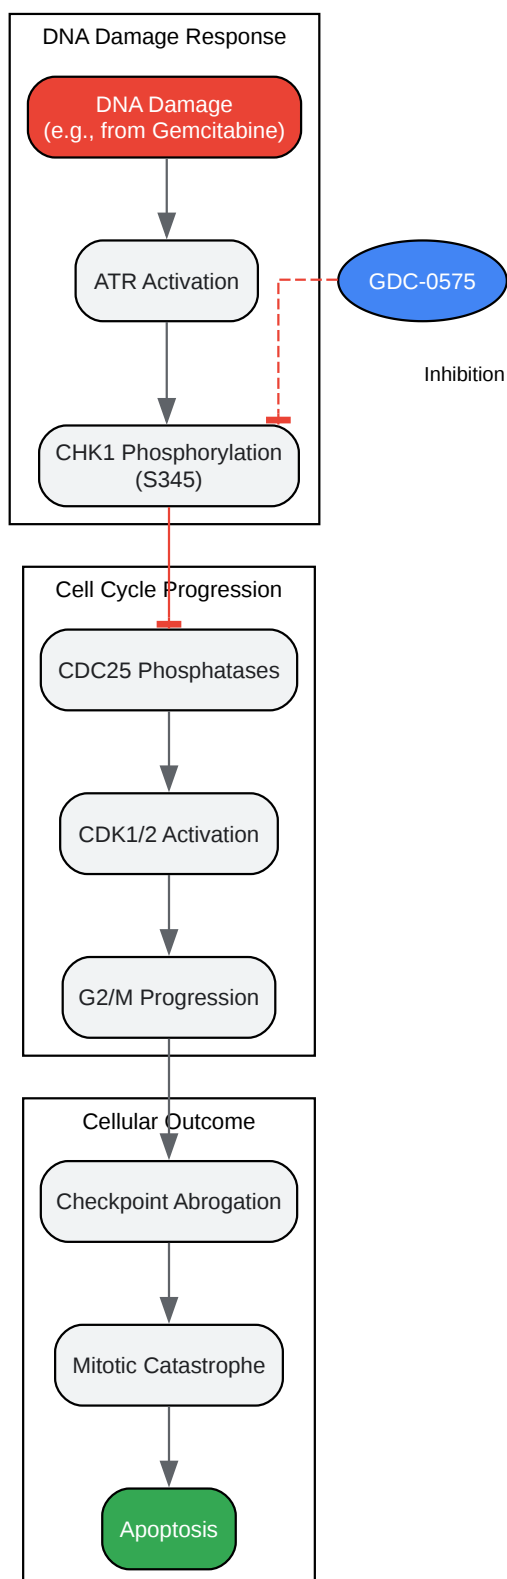 DNA Damage Response
DNA Damage
(e.g., from Gemcitabine)
ATR Activation
GDC-0575
Inhibition
CHK1 Phosphorylation
(S345)
Cell Cycle Progression
CDC25 Phosphatases
CDK1/2 Activation
G2/M Progression
Cellular Outcome
Checkpoint Abrogation
Mitotic Catastrophe
Apoptosis